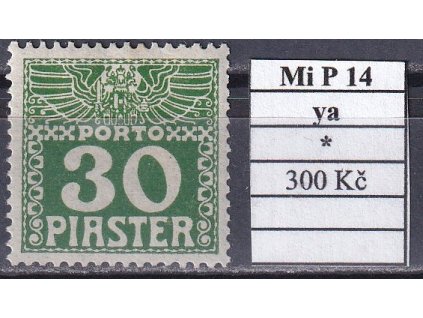 PORTO
30
PIASTER
Mi P 14
ya
*
300 Kč